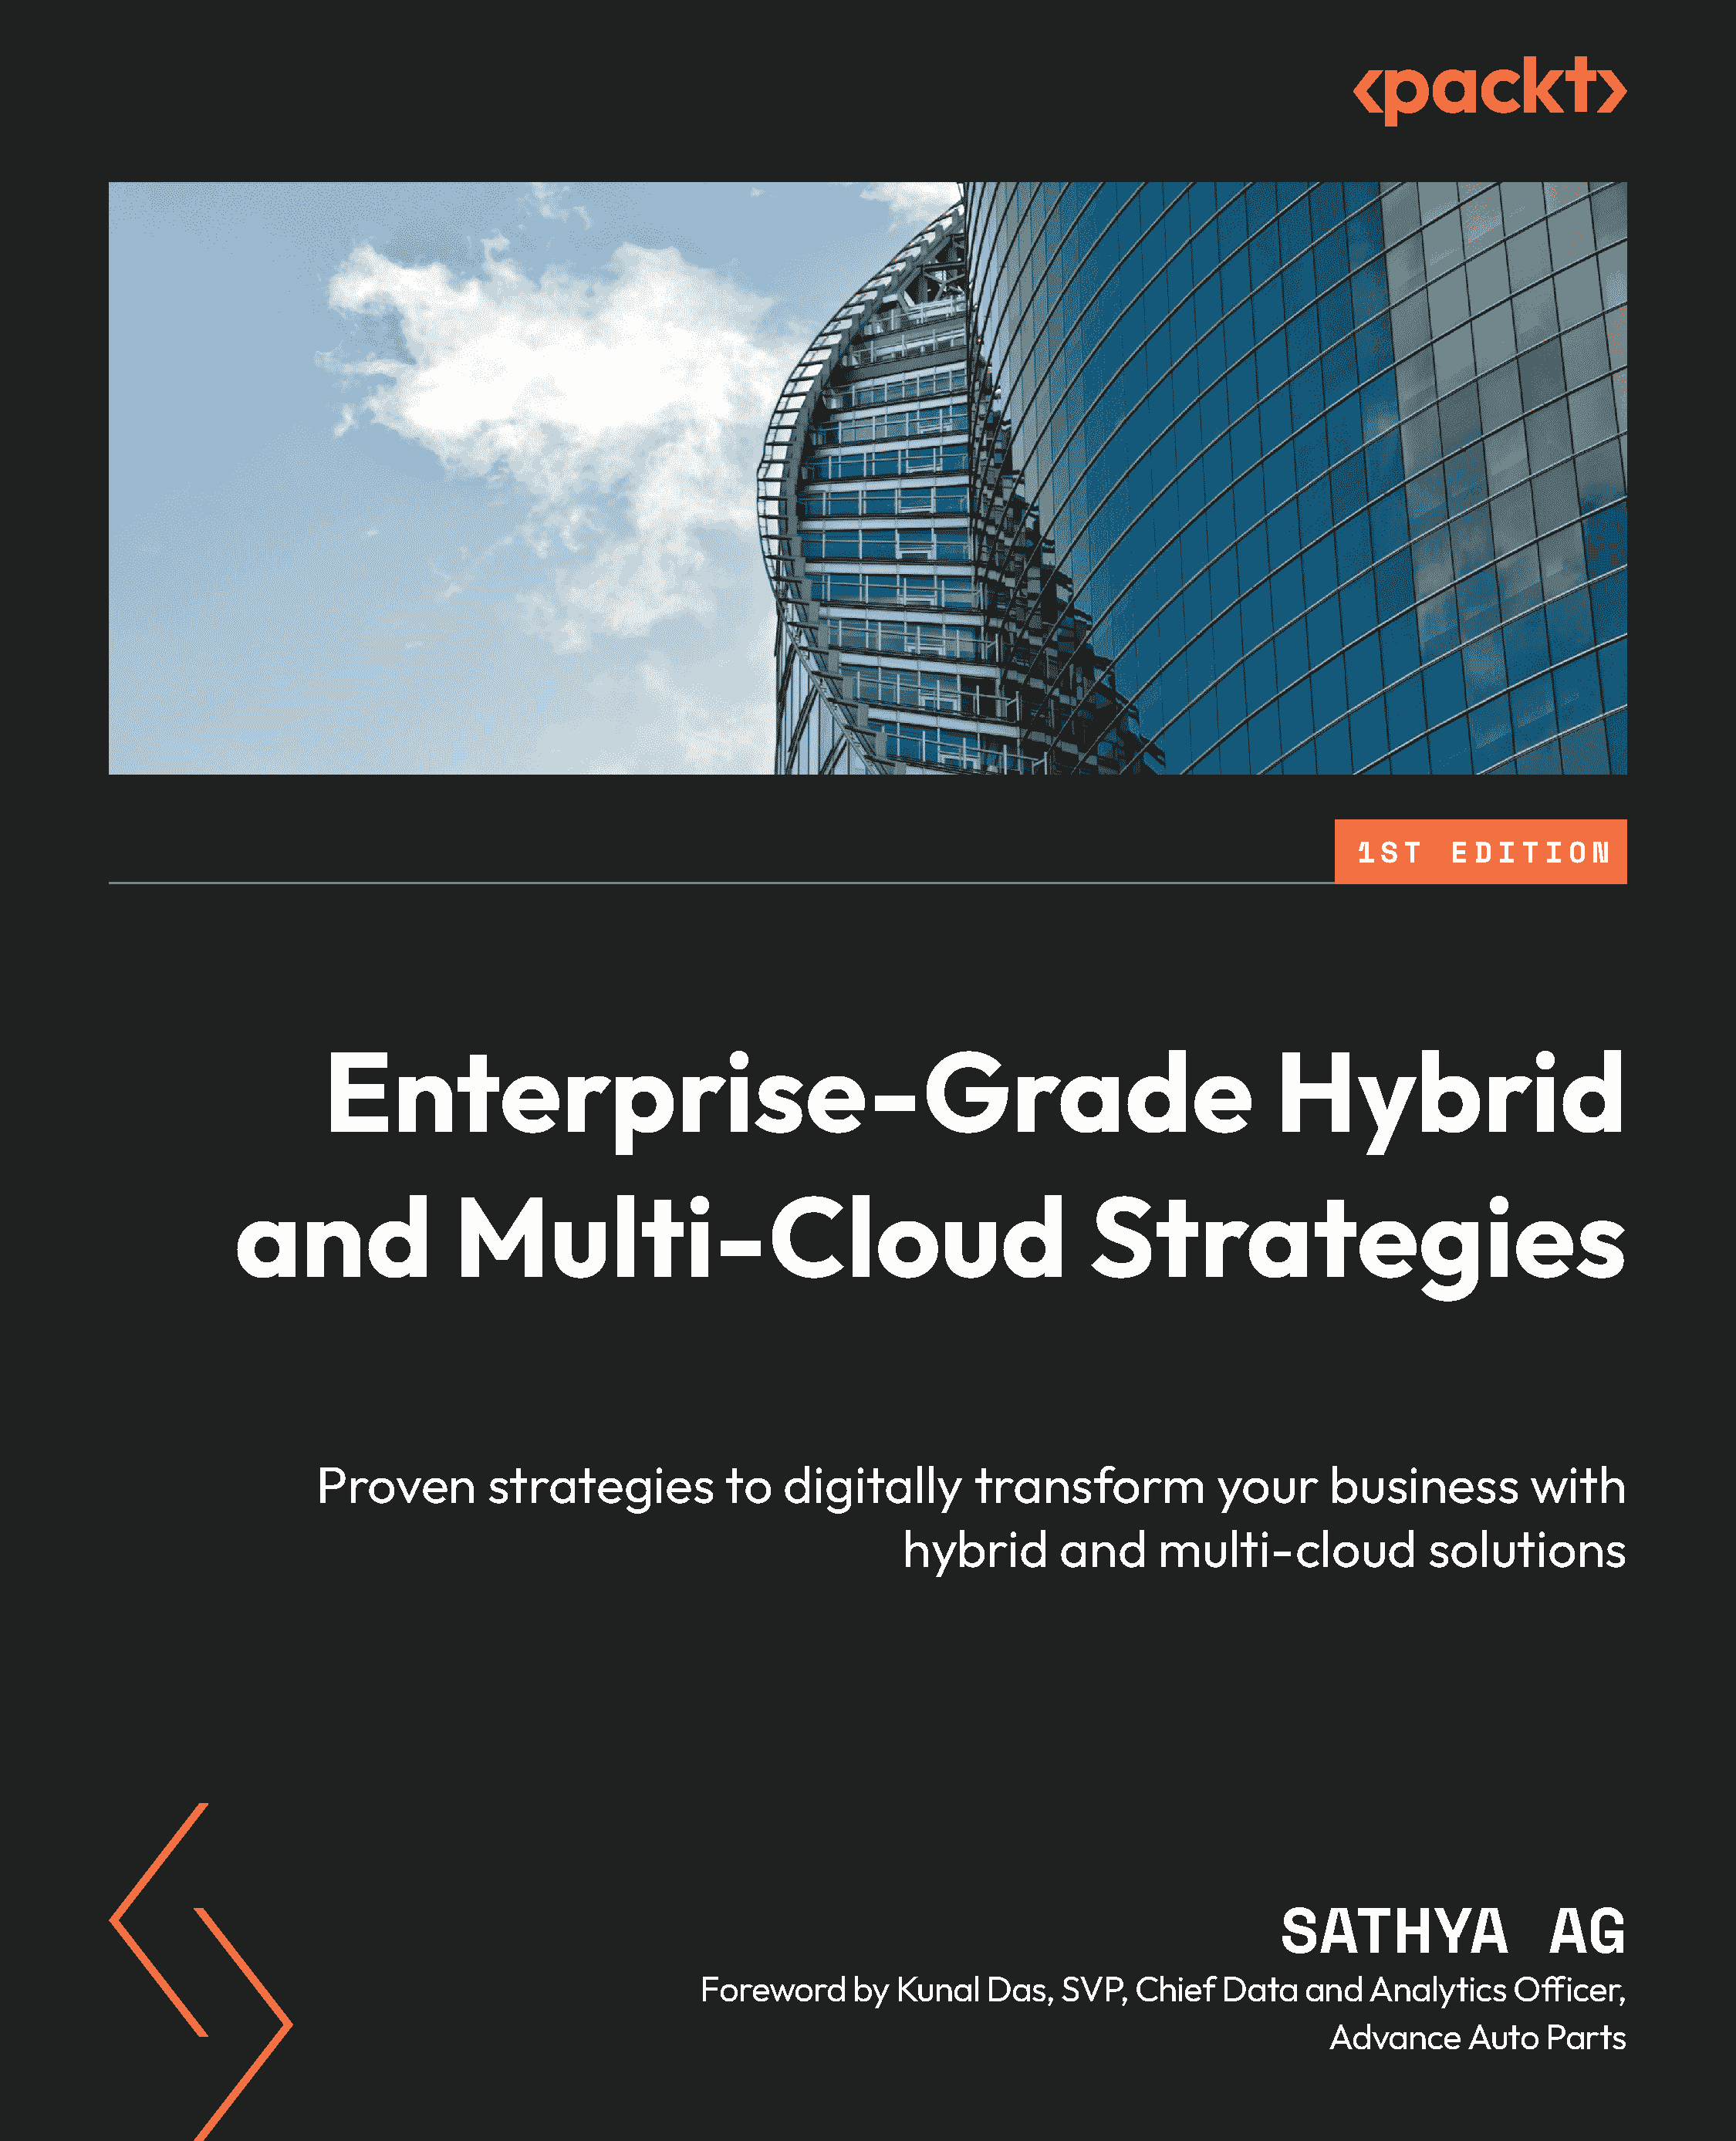 <packt>
1ST EDITION
Enterprise-Grade Hybrid
and Multi-Cloud Strategies
Proven strategies to digitally transform your business with
hybrid and multi-cloud solutions
SATHYA AG
Foreword by Kunal Das, SVP, Chief Data and Analytics Officer,
Advance Auto Parts